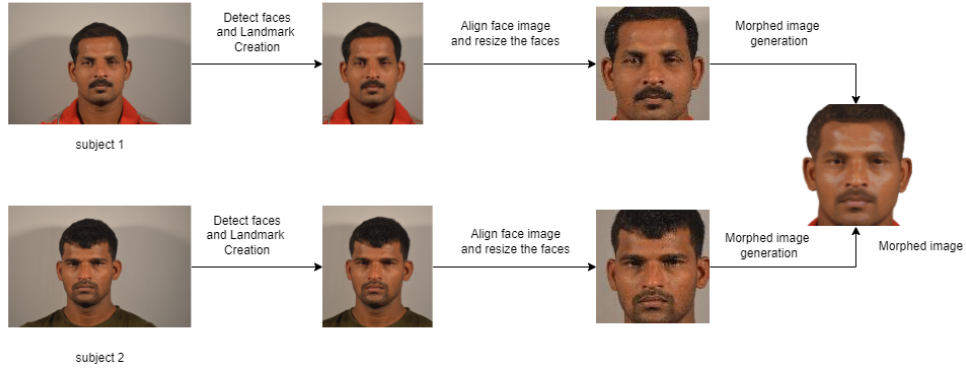 Detect faces
and Landmark
Creation
Align face image
and resize the faces
Morphed image
generation
subject 1
Detect faces
and Landmark
Creation
Align face image
and resize the faces
Morphed image
generation
Morphed image
subject 2